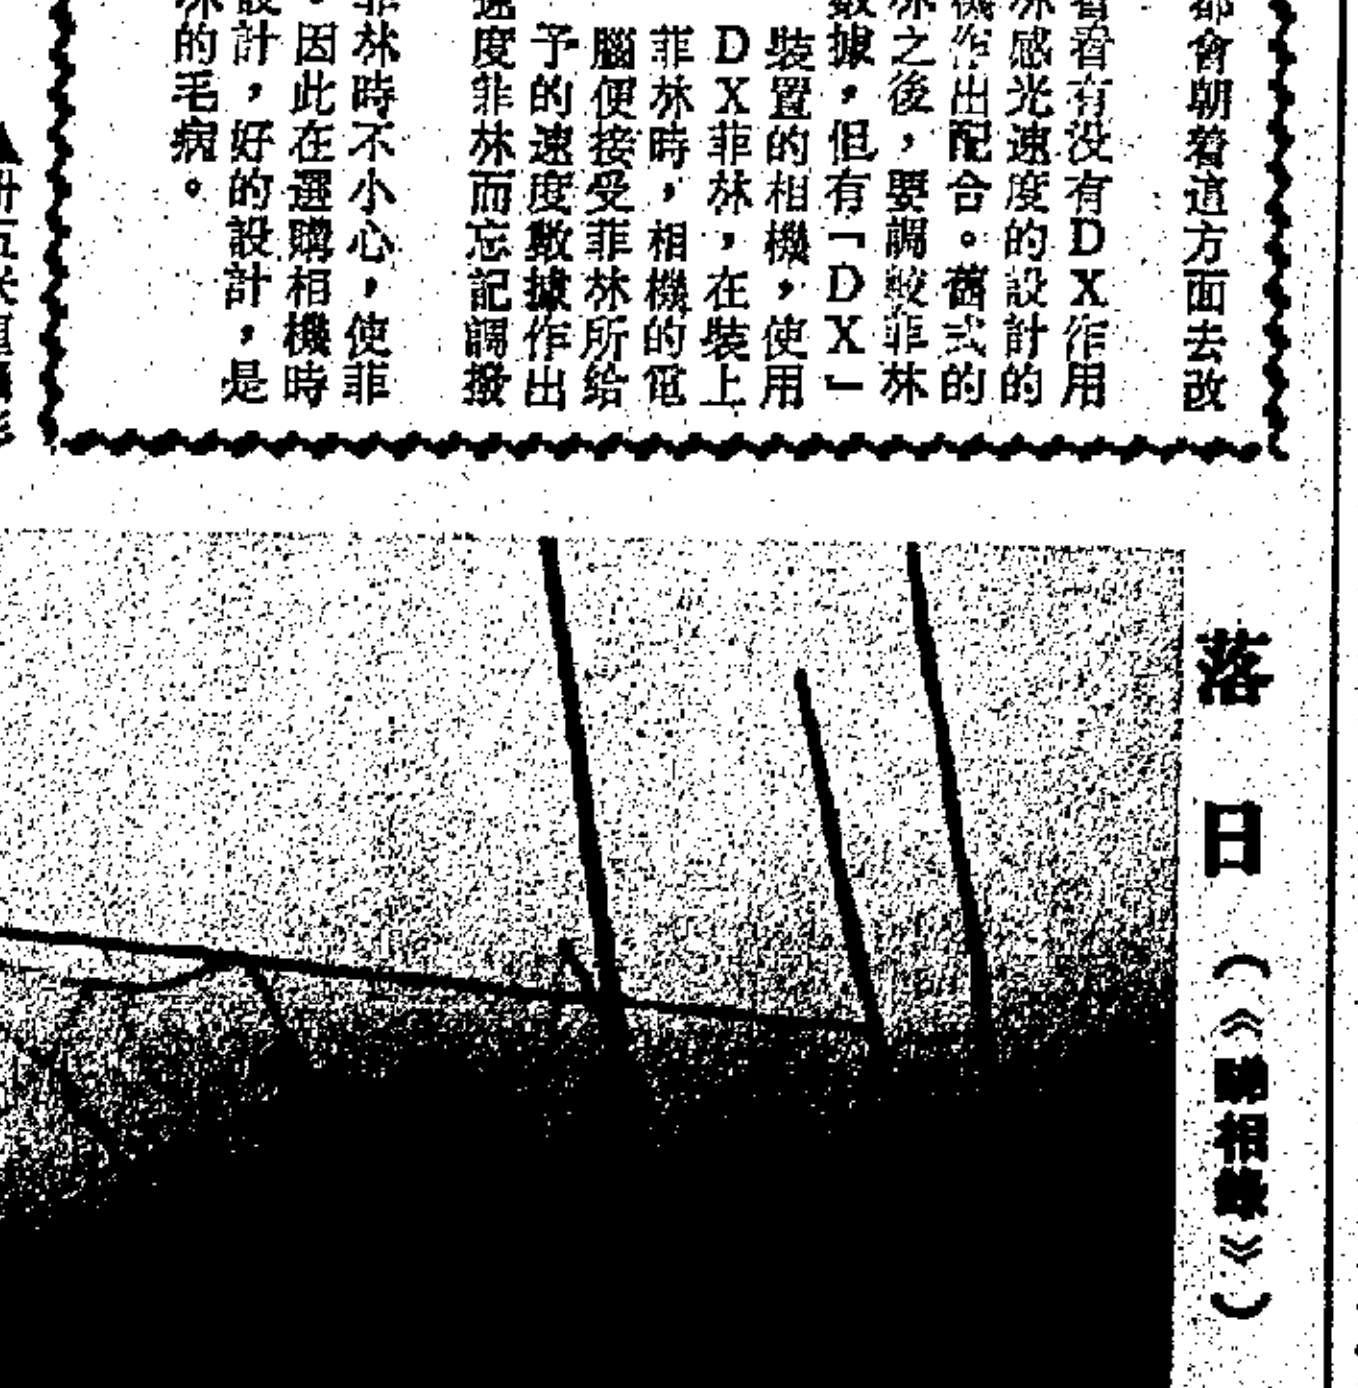 都會朝着道方面去改
看看有没有DX作用
感光速度的設計的
機作出配合。舊式的
之後，要調較菲林
數據，但有「DX」
裝置的相機，使用
DX菲林，在裝上
菲林時，相機的電
腦便接受菲林所給
予的速度數據作出
速度菲林而忘記調撥
菲林時不小心，使菲
。因此在選購相機時
設計，好的設計，是
林的毛病。
落日（《睇相錄》）